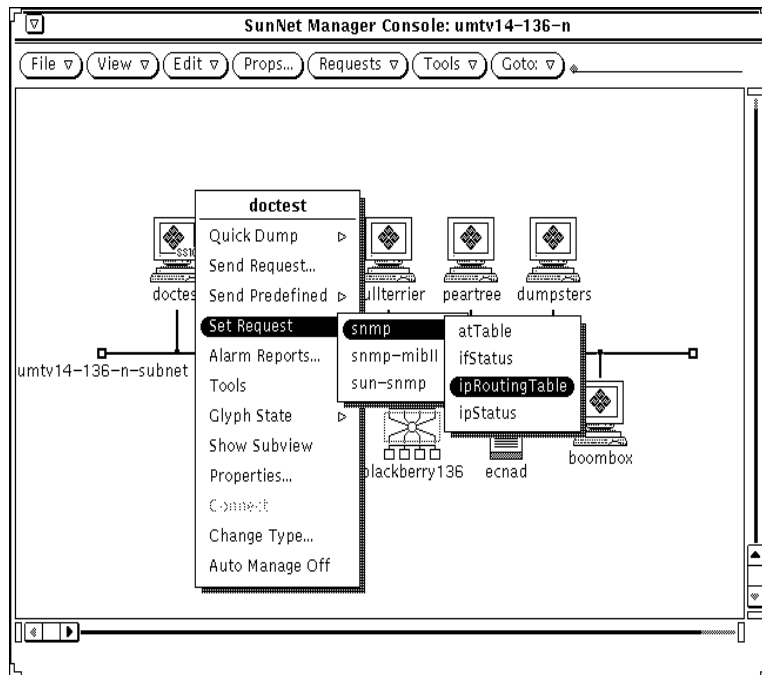 SunNet Manager Console: umtv14-136-n
File View Edit Props... Requests Tools Goto:
doctest
Quick Dump
Send Request...
Send Predefined
Set Request
Alarm Reports...
Tools
Glyph State
Show Subview
Properties...
Connect
Change Type...
Auto Manage Off
snmp
snmp-mibII
sun-snmp
atTable
ifStatus
ipRoutingTable
ipStatus
SS10
doctes ullterrier peartree dumpsters
umtv14-136-n-subnet
lackberry136 ecnad boombox